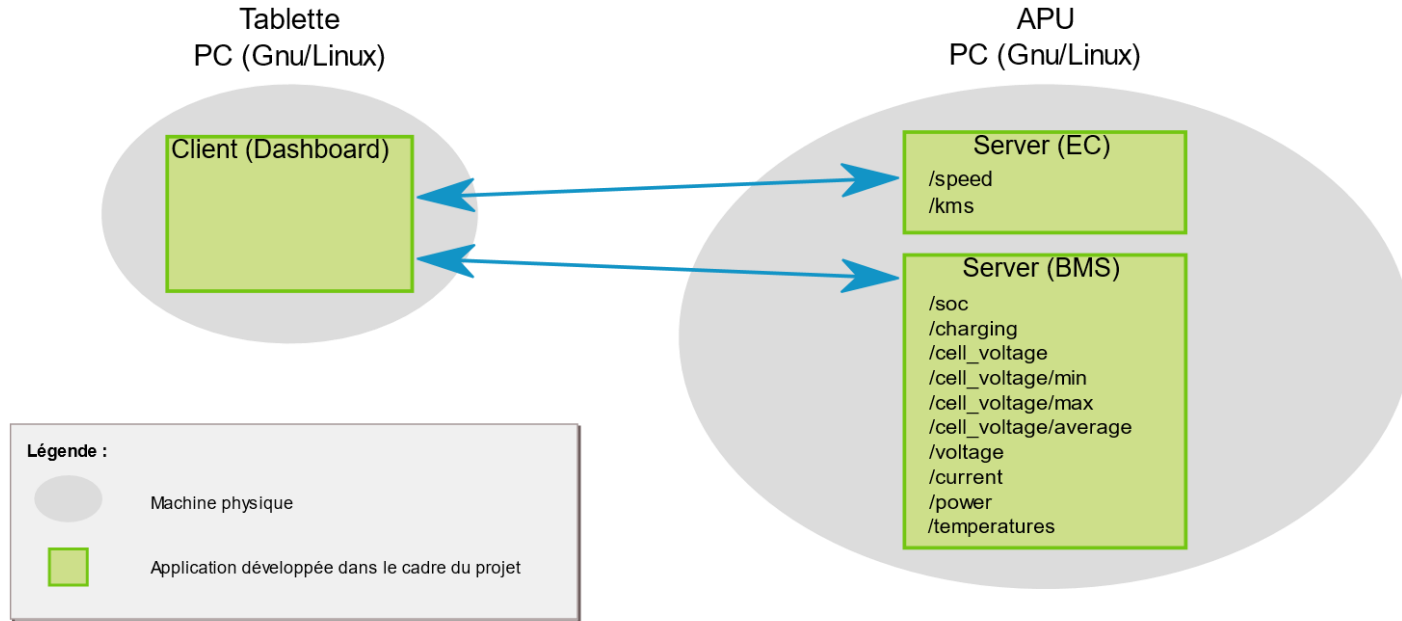 Tablette
PC (Gnu/Linux)
Client (Dashboard)
APU
PC (Gnu/Linux)
Server (EC)
/speed
/kms
Server (BMS)
/soc
/charging
/cell_voltage
/cell_voltage/min
/cell_voltage/max
/cell_voltage/average
/voltage
/current
/power
/temperatures
Légende :
Machine physique
Application développée dans le cadre du projet